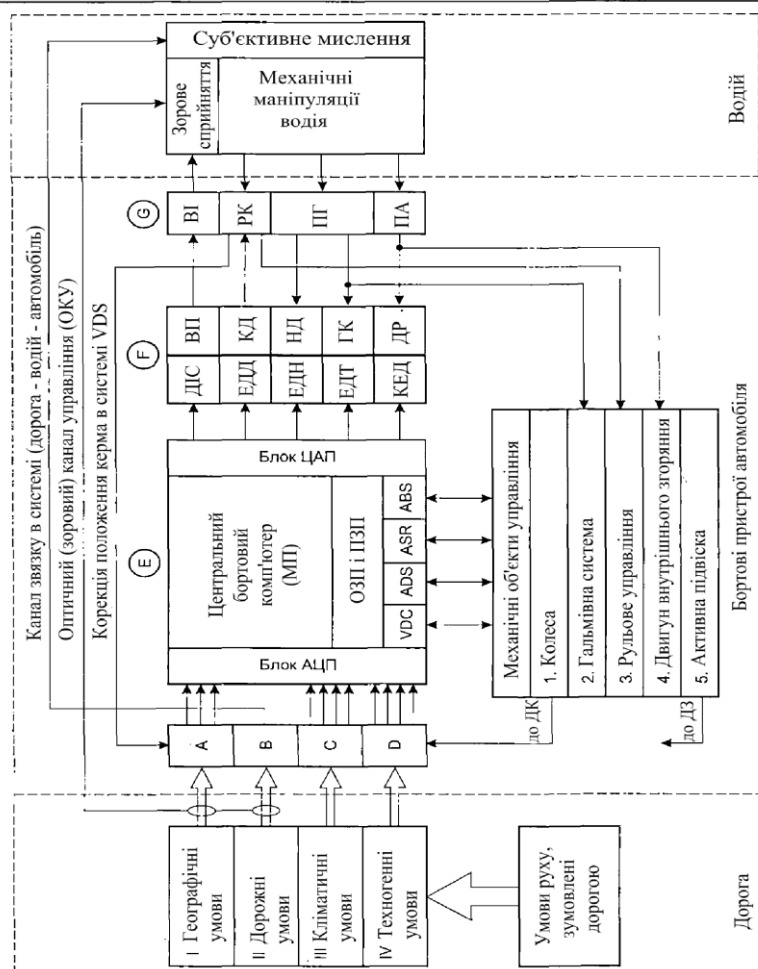 Суб'єктивне мислення
Зорове
сприйняття
Механічні
маніпуляції
водія
Водій
Канал звязку в системі (дорога - водій - автомобіль)
Оптичний (зоровий) канал управління (ОКУ)
Корекція положення керма в системі VDS
G
ВІ
РК
ПГ
ПА
F
ВП
КД
НД
ГК
ДР
ДІС
ЕДД
ЕДН
ЕДТ
КЕД
E
Блок ЦАП
Центральний
бортовий
комп'ютер
(МП)
ОЗП і ПЗП
VDC
ADS
ASR
ABS
Блок АЦП
Механічні об'єкти управління
1. Колеса
2. Гальмівна система
3. Рульове управління
4. Двигун внутрішнього згоряння
5. Активна підвіска
до ДК
до ДЗ
Бортові пристрої автомобіля
A
B
C
D
I Географічні
умови
II Дорожні
умови
III Кліматичні
умови
IV Техногенні
умови
Умови руху,
зумовлені
дорогою
Дорога